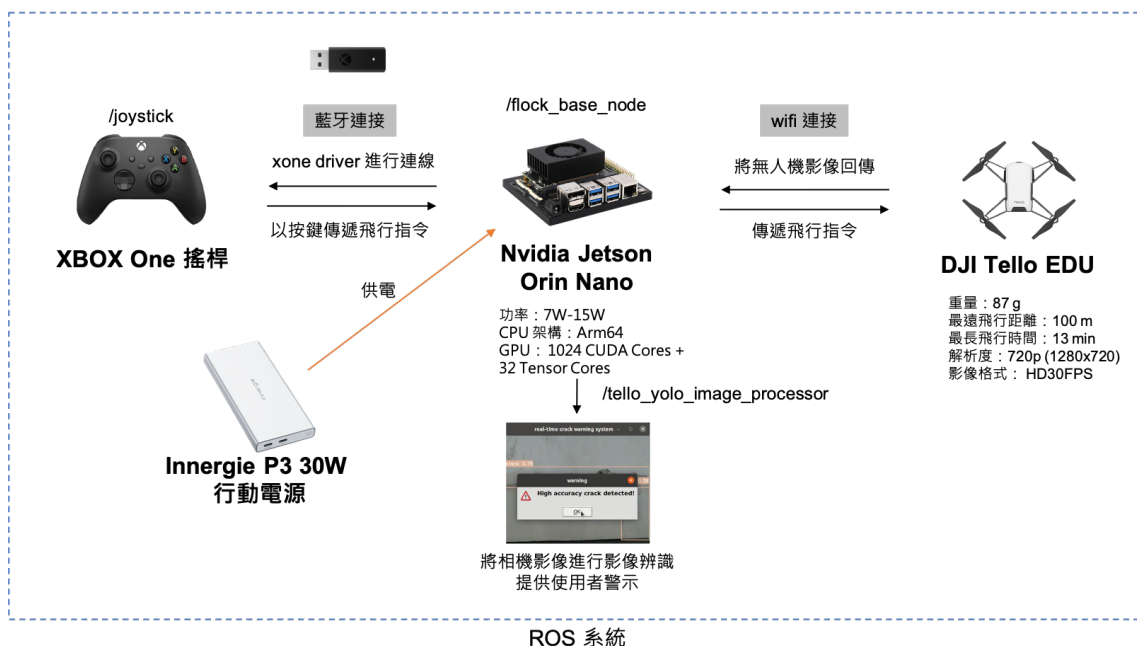 /joystick
藍牙連接
xone driver 進行連線
以按鍵傳遞飛行指令
XBOX One 搖桿
/flock_base_node
Nvidia Jetson
Orin Nano
功率：7W-15W
CPU 架構：Arm64
GPU： 1024 CUDA Cores +
32 Tensor Cores
wifi 連接
將無人機影像回傳
傳遞飛行指令
DJI Tello EDU
重量：87 g
最遠飛行距離：100 m
最長飛行時間：13 min
解析度：720p (1280x720)
影像格式： HD30FPS
供電
Innergie P3 30W
行動電源
/tello_yolo_image_processor
real-time crack warning system
warning
High accuracy crack detected!
OK
將相機影像進行影像辨識
提供使用者警示
ROS 系統